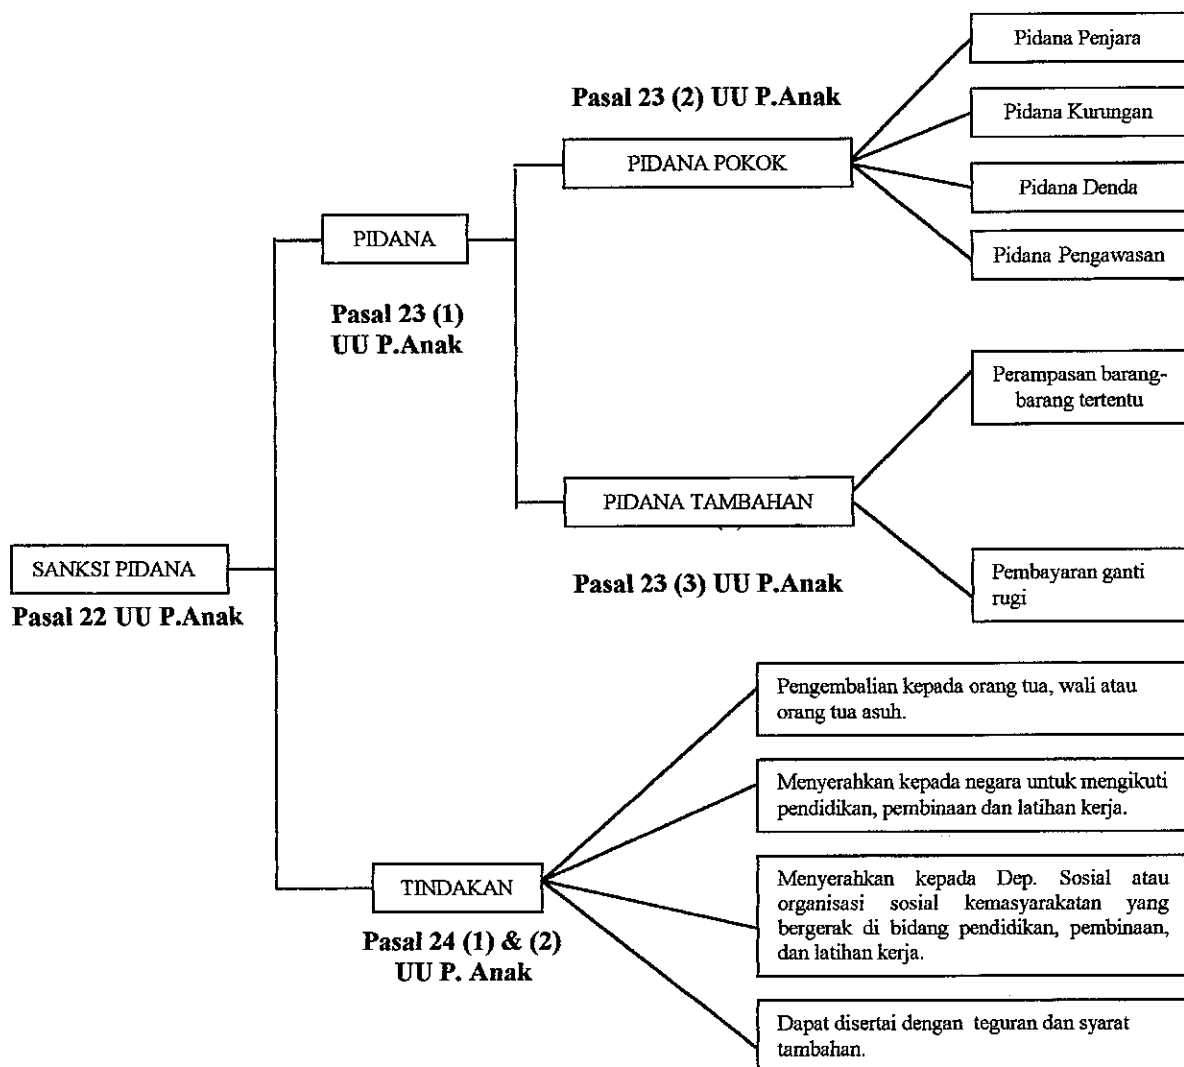 Pidana Penjara
Pasal 23 (2) UU P.Anak
Pidana Kurungan
PIDANA POKOK
Pidana Denda
PIDANA
Pidana Pengawasan
Pasal 23 (1)
UU P.Anak
Perampasan barang-
barang tertentu
PIDANA TAMBAHAN
SANKSI PIDANA
Pasal 22 UU P.Anak
Pasal 23 (3) UU P.Anak
Pembayaran ganti
rugi
Pengembalian kepada orang tua, wali atau
orang tua asuh.
Menyerahkan kepada negara untuk mengikuti
pendidikan, pembinaan dan latihan kerja.
TINDAKAN
Pasal 24 (1) & (2)
UU P. Anak
Menyerahkan kepada Dep. Sosial atau
organisasi sosial kemasyarakatan yang
bergerak di bidang pendidikan, pembinaan,
dan latihan kerja.
Dapat disertai dengan teguran dan syarat
tambahan.